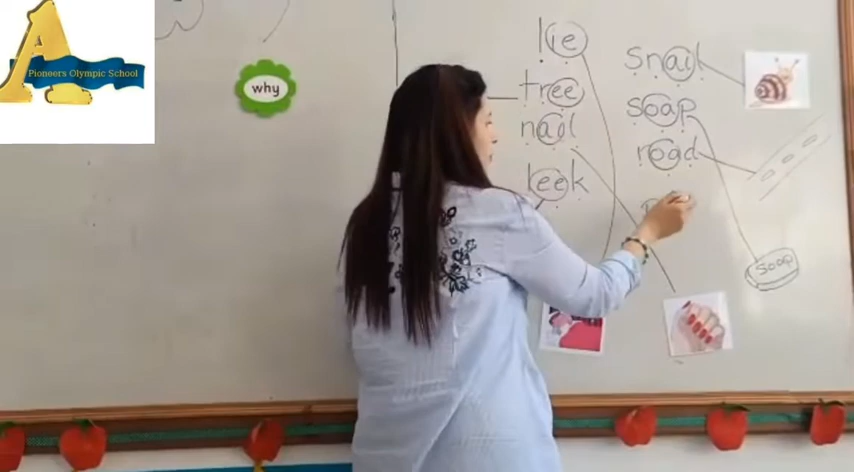 Pioneers Olympic School
why
lie
tree
nail
leek
snail
soap
road
soap